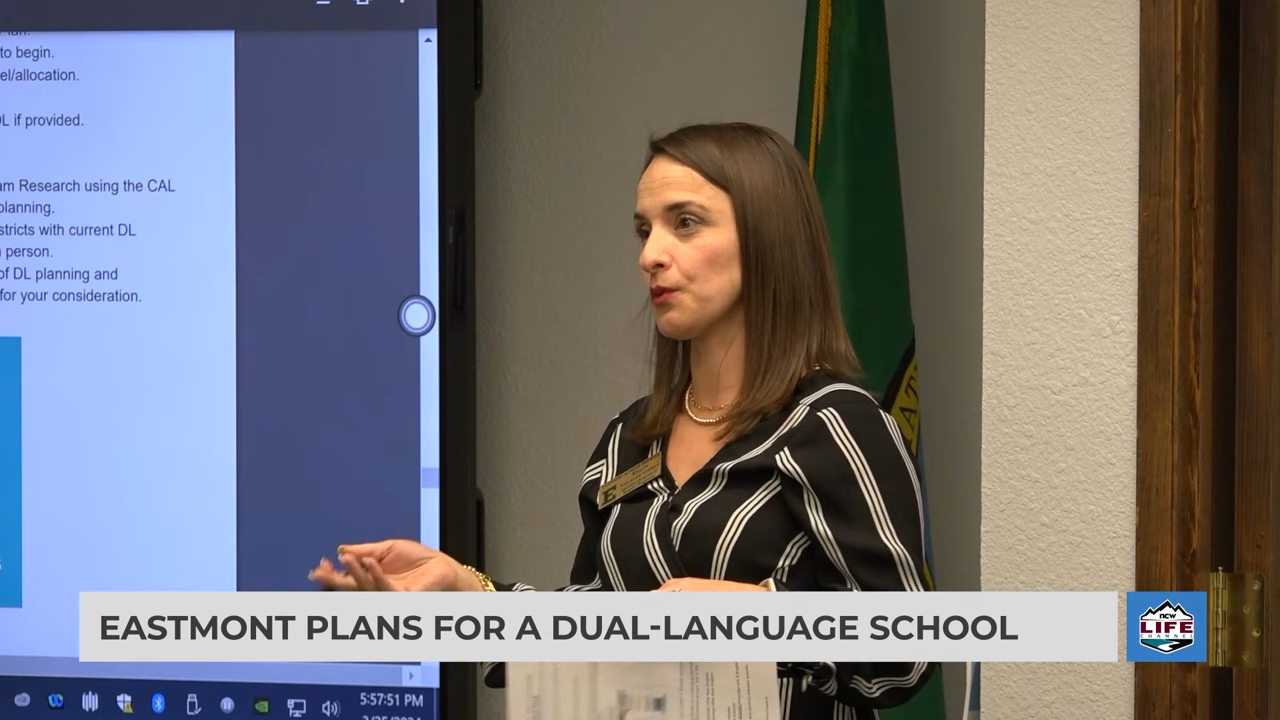 to begin.
el/allocation.
L if provided.
am Research using the CAL
planning.
stricts with current DL
person.
of DL planning and
for your consideration.
5:57:51 PM
E
EASTMONT PLANS FOR A DUAL-LANGUAGE SCHOOL
ncw
LIFE
CHANNEL